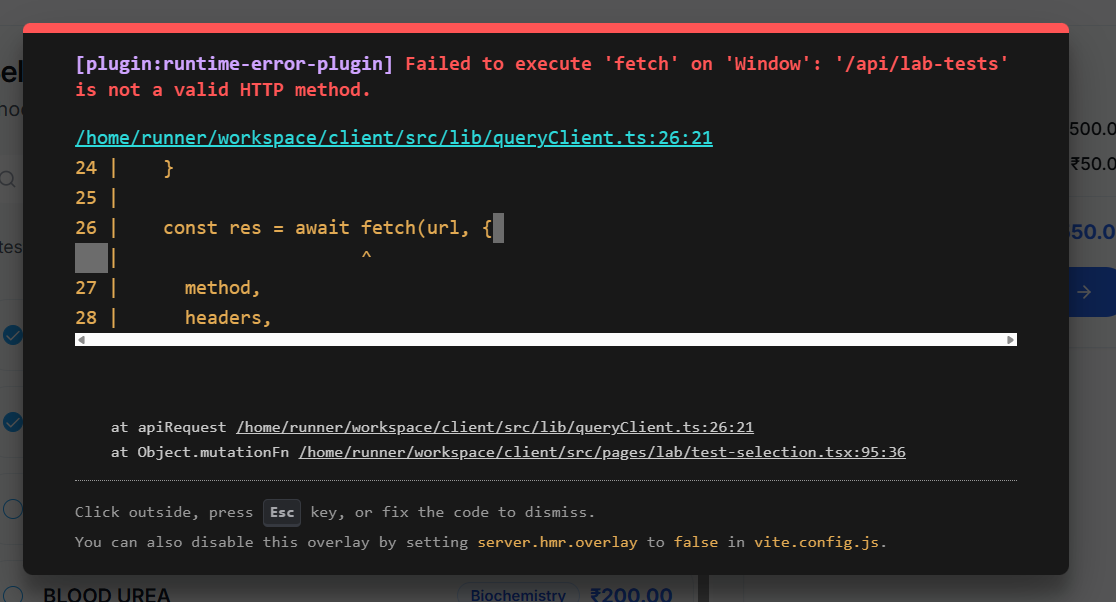 [plugin:runtime-error-plugin] Failed to execute 'fetch' on 'Window': '/api/lab-tests'
is not a valid HTTP method.
/home/runner/workspace/client/src/lib/queryClient.ts:26:21
24 |    }
25 |
26 |    const res = await fetch(url, {
|                      ^
27 |      method,
28 |      headers,
at apiRequest /home/runner/workspace/client/src/lib/queryClient.ts:26:21
at Object.mutationFn /home/runner/workspace/client/src/pages/lab/test-selection.tsx:95:36
Click outside, press Esc key, or fix the code to dismiss.
You can also disable this overlay by setting server.hmr.overlay to false in vite.config.js.
BLOOD UREA Biochemistry ₹200.00